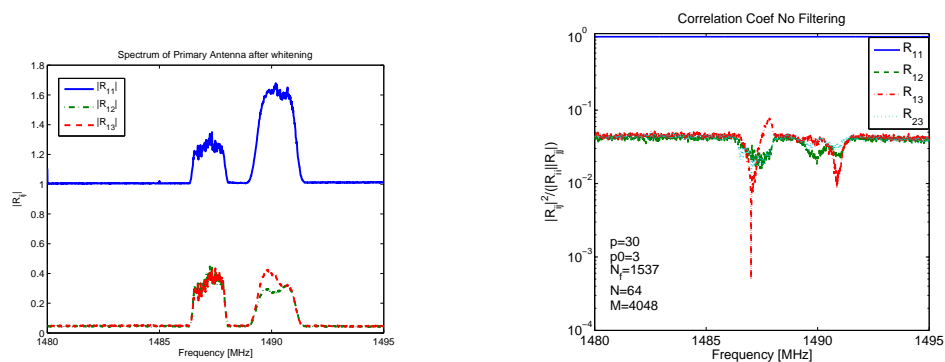 Spectrum of Primary Antenna after whitening
1.8
1.6
1.4
1.2
1
0.8
0.6
0.4
0.2
0
|R11|
|R12|
|R13|
|Rij|
1480
1485
1490
1495
Frequency [MHz]
Correlation Coef No Filtering
10^0
10^-1
10^-2
10^-3
10^-4
R11
R12
R13
R23
|Rij|^2/(|Rii||Rjj|)
p=30
p0=3
Nf=1537
N=64
M=4048
1480
1485
1490
1495
Frequency [MHz]